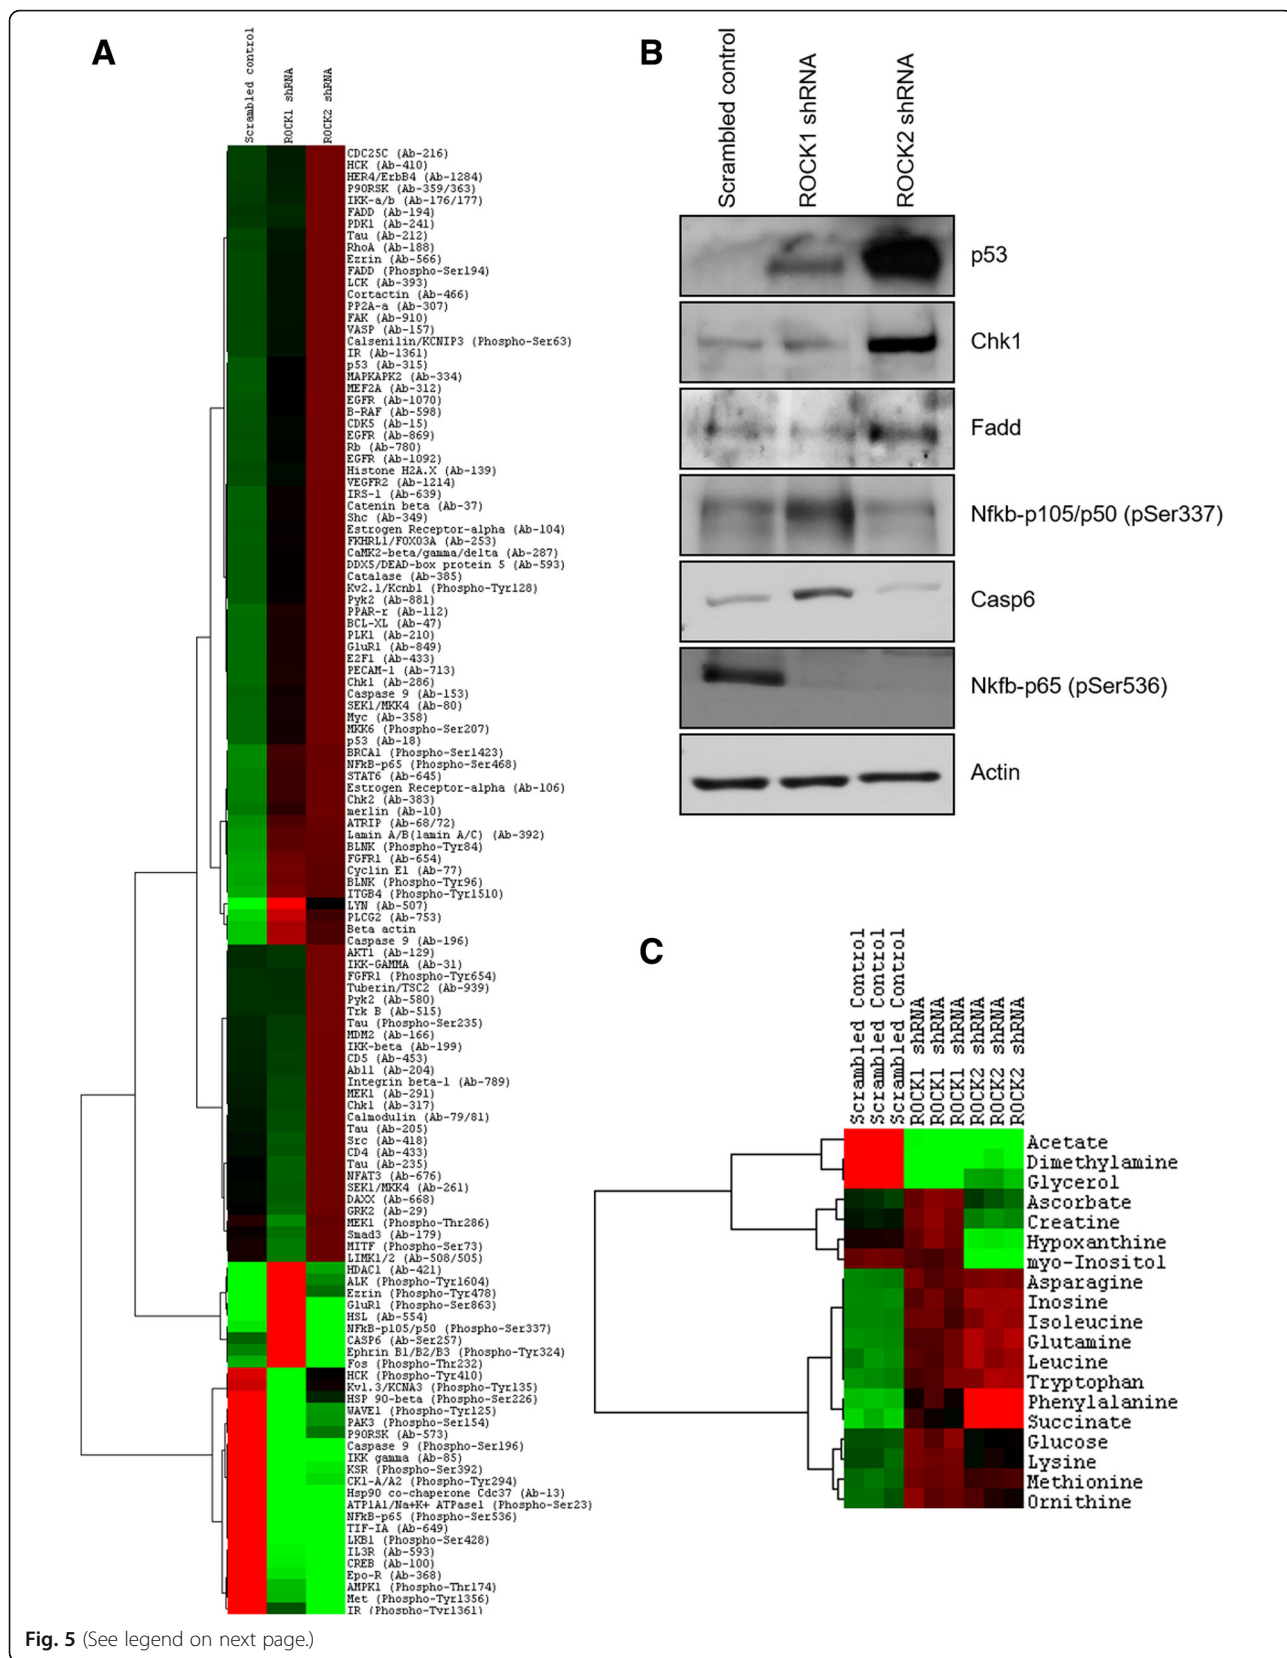 A
Scrambled control
ROCK1 shRNA
ROCK2 shRNA
CDC25C (Ab-216)
HCK (Ab-410)
HER4/ErbB4 (Ab-1284)
P90RSK (Ab-359/363)
IKK-a/b (Ab-176/177)
FADD (Ab-194)
PDK1 (Ab-241)
Tau (Ab-212)
RhoA (Ab-188)
Ezrin (Ab-566)
FADD (Phospho-Ser194)
LCK (Ab-393)
Cortactin (Ab-466)
PP2A-a (Ab-307)
FAK (Ab-910)
VASP (Ab-157)
Calsenilin/KCNIP3 (Phospho-Ser63)
IR (Ab-1361)
p53 (Ab-315)
MAPKAPK2 (Ab-334)
MEF2A (Ab-312)
EGFR (Ab-1070)
B-RAF (Ab-598)
CDK5 (Ab-15)
EGFR (Ab-869)
Rb (Ab-780)
EGFR (Ab-1092)
Histone H2A.X (Ab-139)
VEGFR2 (Ab-1214)
IRS-1 (Ab-639)
Catenin beta (Ab-37)
Shc (Ab-349)
Estrogen Receptor-alpha (Ab-104)
FKHRL1/FOXO3A (Ab-253)
CaMK2-beta/gamma/delta (Ab-287)
DDX5/DEAD-box protein 5 (Ab-593)
Catalase (Ab-385)
Kv2.1/Kcnb1 (Phospho-Tyr128)
Pyk2 (Ab-881)
PPAR-r (Ab-112)
BCL-XL (Ab-47)
PLK1 (Ab-210)
GluR1 (Ab-849)
E2F1 (Ab-433)
PECAM-1 (Ab-713)
Chk1 (Ab-286)
Caspase 9 (Ab-153)
SEK1/MKK4 (Ab-80)
Myc (Ab-358)
MKK6 (Phospho-Ser207)
p53 (Ab-18)
BRCA1 (Phospho-Ser1423)
NFkB-p65 (Phospho-Ser468)
STAT6 (Ab-645)
Estrogen Receptor-alpha (Ab-106)
Chk2 (Ab-383)
merlin (Ab-10)
ATRIP (Ab-68/72)
Lamin A/B(lamin A/C) (Ab-392)
BLNK (Phospho-Tyr84)
FGFR1 (Ab-654)
Cyclin E1 (Ab-77)
BLNK (Phospho-Tyr96)
ITGB4 (Phospho-Tyr1510)
LYN (Ab-507)
PLCG2 (Ab-753)
Beta actin
Caspase 9 (Ab-196)
AKT1 (Ab-129)
IKK-GAMMA (Ab-31)
FGFR1 (Phospho-Tyr654)
Tuberin/TSC2 (Ab-939)
Pyk2 (Ab-580)
Trk B (Ab-515)
Tau (Phospho-Ser235)
MDM2 (Ab-166)
IKK-beta (Ab-199)
CD5 (Ab-453)
Abl1 (Ab-204)
Integrin beta-1 (Ab-789)
MEK1 (Ab-291)
Chk1 (Ab-317)
Calmodulin (Ab-79/81)
Tau (Ab-205)
Src (Ab-418)
CD4 (Ab-433)
Tau (Ab-235)
NFAT3 (Ab-676)
SEK1/MKK4 (Ab-261)
DAXX (Ab-668)
GRK2 (Ab-29)
MEK1 (Phospho-Thr286)
Smad3 (Ab-179)
MITF (Phospho-Ser73)
LIMK1/2 (Ab-508/505)
HDAC1 (Ab-421)
ALK (Phospho-Tyr1604)
Ezrin (Phospho-Tyr478)
GluR1 (Phospho-Ser863)
HSL (Ab-554)
NFkB-p105/p50 (Phospho-Ser337)
CASP6 (Ab-Ser257)
Ephrin B1/B2/B3 (Phospho-Tyr324)
Fos (Phospho-Thr232)
HCK (Phospho-Tyr410)
Kv1.3/KCNA3 (Phospho-Tyr135)
HSP 90-beta (Phospho-Ser226)
WAVE1 (Phospho-Tyr125)
PAK3 (Phospho-Ser154)
P90RSK (Ab-573)
Caspase 9 (Phospho-Ser196)
IKK gamma (Ab-85)
KSR (Phospho-Ser392)
CK1-A/A2 (Phospho-Tyr294)
Hsp90 co-chaperone Cdc37 (Ab-13)
ATP1A1/Na+K+ ATPase1 (Phospho-Ser23)
NFkB-p65 (Phospho-Ser536)
TIF-IA (Ab-649)
LKB1 (Phospho-Ser428)
IL3R (Ab-593)
CREB (Ab-100)
Epo-R (Ab-368)
AMPK1 (Phospho-Thr174)
Met (Phospho-Tyr1356)
IR (Phospho-Tyr1361)
B
Scrambled control
ROCK1 shRNA
ROCK2 shRNA
p53
Chk1
Fadd
Nfkb-p105/p50 (pSer337)
Casp6
Nkfb-p65 (pSer536)
Actin
C
Scrambled Control
Scrambled Control
Scrambled Control
ROCK1 shRNA
ROCK1 shRNA
ROCK1 shRNA
ROCK2 shRNA
ROCK2 shRNA
ROCK2 shRNA
Acetate
Dimethylamine
Glycerol
Ascorbate
Creatine
Hypoxanthine
myo-Inositol
Asparagine
Inosine
Isoleucine
Glutamine
Leucine
Tryptophan
Phenylalanine
Succinate
Glucose
Lysine
Methionine
Ornithine
Fig. 5 (See legend on next page.)